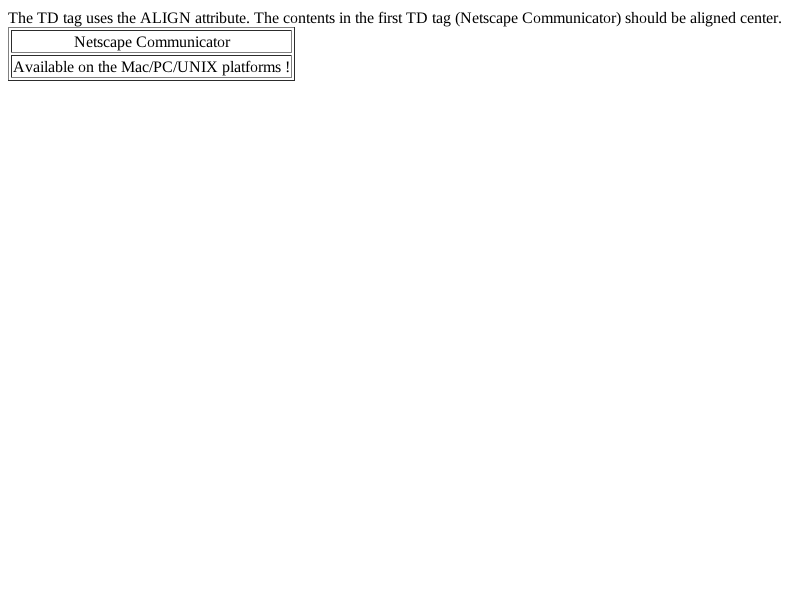 The TD tag uses the ALIGN attribute. The contents in the first TD tag (Netscape Communicator) should be aligned center.
Netscape Communicator
Available on the Mac/PC/UNIX platforms !